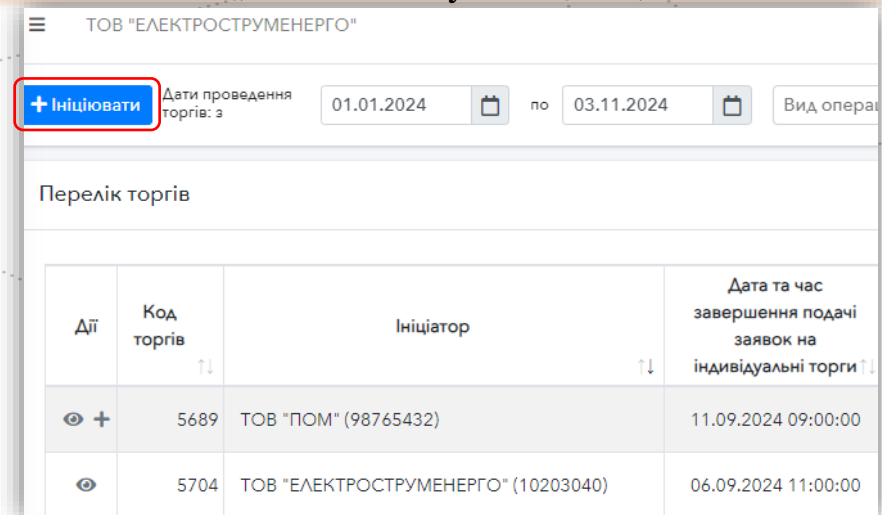 ТОВ "ЕЛЕКТРОСТРУМЕНЕРГО"
Ініціювати
Дати проведення
торгів: з
01.01.2024
по
03.11.2024
Вид
Перелік торгів
Дії
Код
торгів
Ініціатор
Дата та час
завершення подачі
заявок на
індивідуальні торги
5689 ТОВ "ПОМ" (98765432) 11.09.2024 09:00:00
5704 ТОВ "ЕЛЕКТРОСТРУМЕНЕРГО" (10203040) 06.09.2024 11:00:00